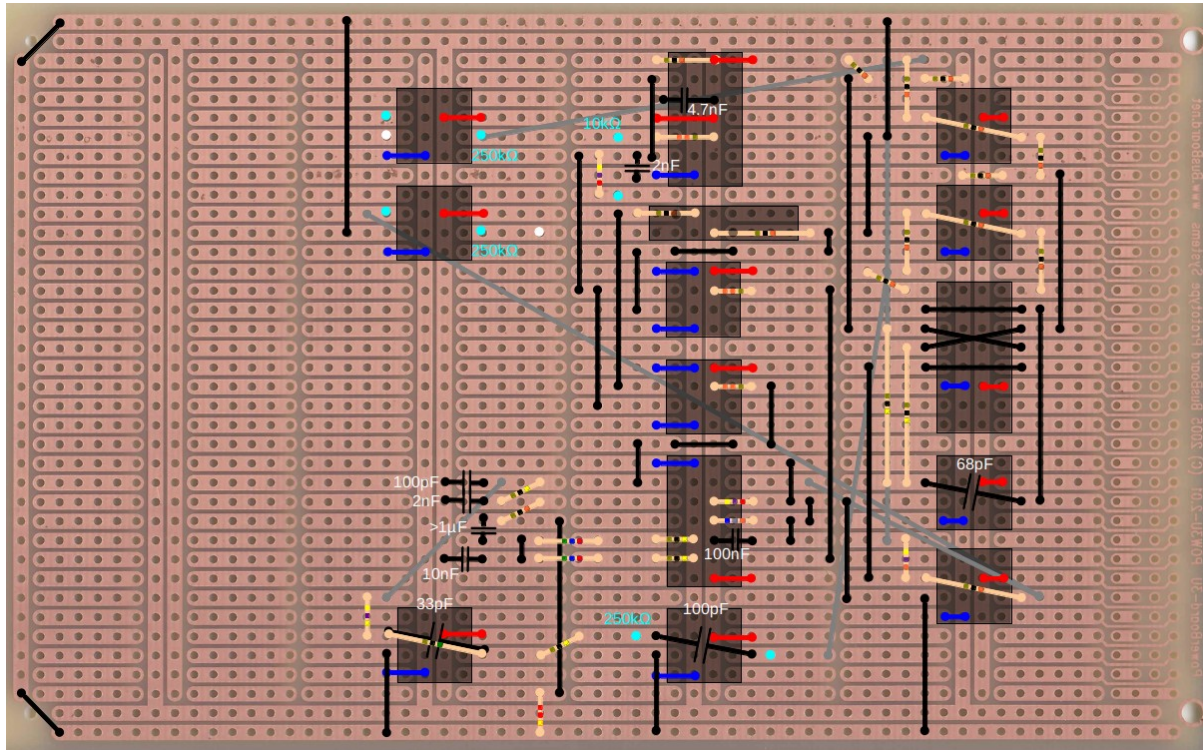 4.7nF
10kΩ
250kΩ
2nF
250kΩ
100pF
68pF
2nF
>1µF
100nF
10nF
33pF
100pF
250kΩ